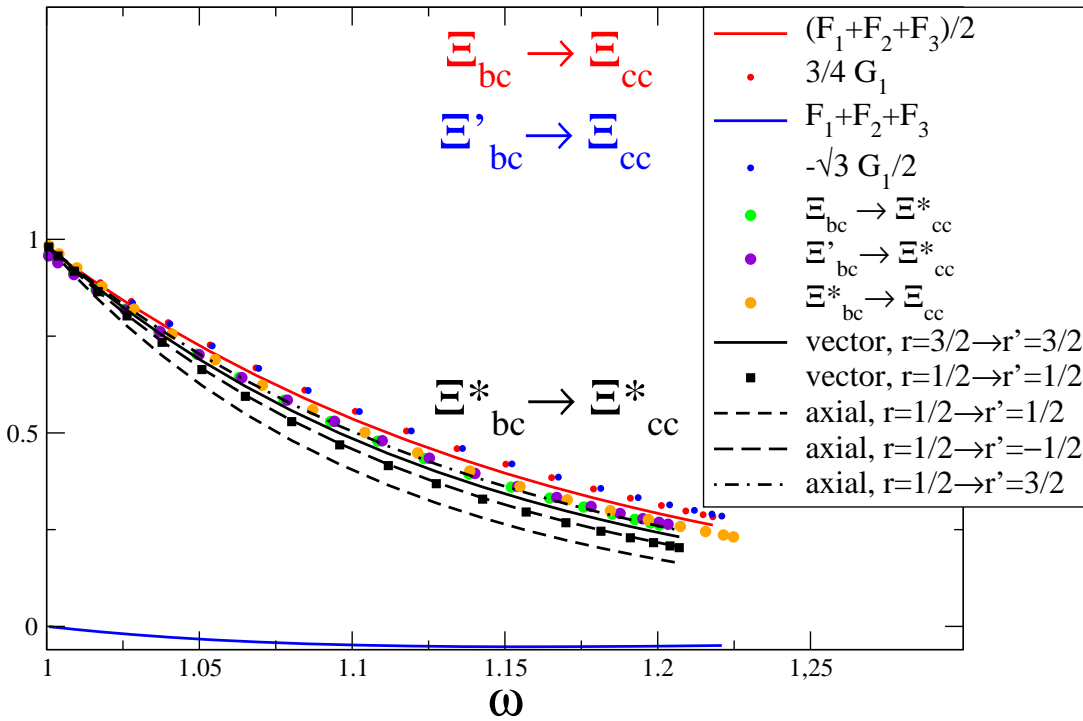 Ξbc → Ξcc
Ξ’bc → Ξcc
Ξ*bc → Ξ*cc
(F1+F2+F3)/2
3/4 G1
F1+F2+F3
-√3 G1/2
Ξbc → Ξ*cc
Ξ’bc → Ξ*cc
Ξ*bc → Ξcc
vector, r=3/2→r’=3/2
vector, r=1/2→r’=1/2
axial, r=1/2→r’=1/2
axial, r=1/2→r’=−1/2
axial, r=1/2→r’=3/2
1
0.5
0
1 1.05 1.1 1.15 1.2 1,25
ω